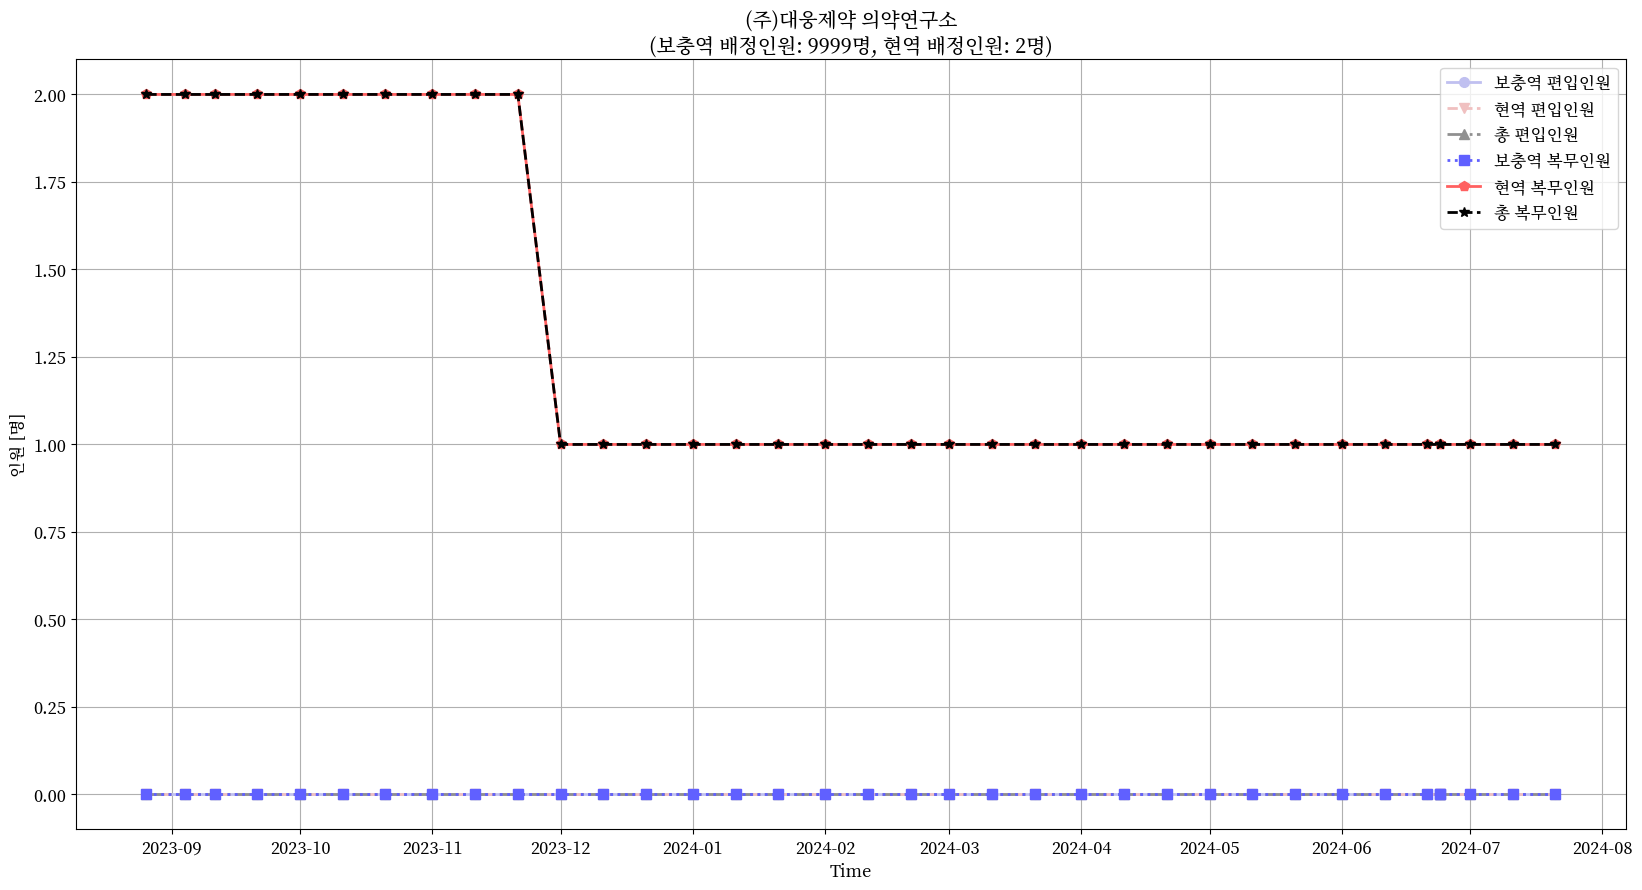 (주)대웅제약 의약연구소
(보충역 배정인원: 9999명, 현역 배정인원: 2명)
보충역 편입인원
현역 편입인원
총 편입인원
보충역 복무인원
현역 복무인원
총 복무인원
2.00
1.75
1.50
1.25
1.00
0.75
0.50
0.25
0.00
인원 [명]
2023-09
2023-10
2023-11
2023-12
2024-01
2024-02
2024-03
2024-04
2024-05
2024-06
2024-07
2024-08
Time